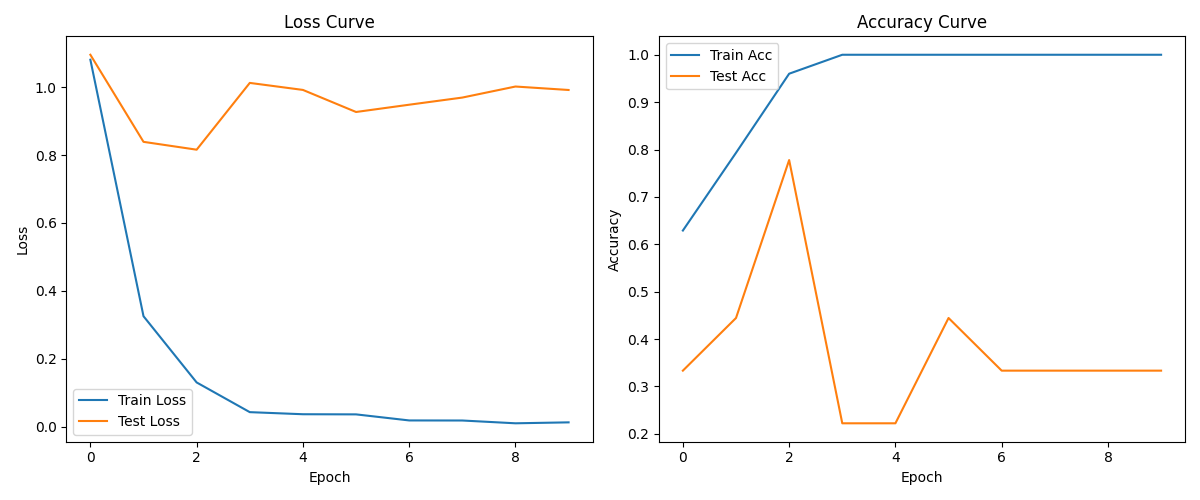 Loss Curve
1.0
0.8
0.6
0.4
0.2
0.0
Loss
Train Loss
Test Loss
0 2 4 6 8
Epoch
Accuracy Curve
Train Acc
Test Acc
1.0
0.9
0.8
0.7
0.6
0.5
0.4
0.3
0.2
Accuracy
0 2 4 6 8
Epoch